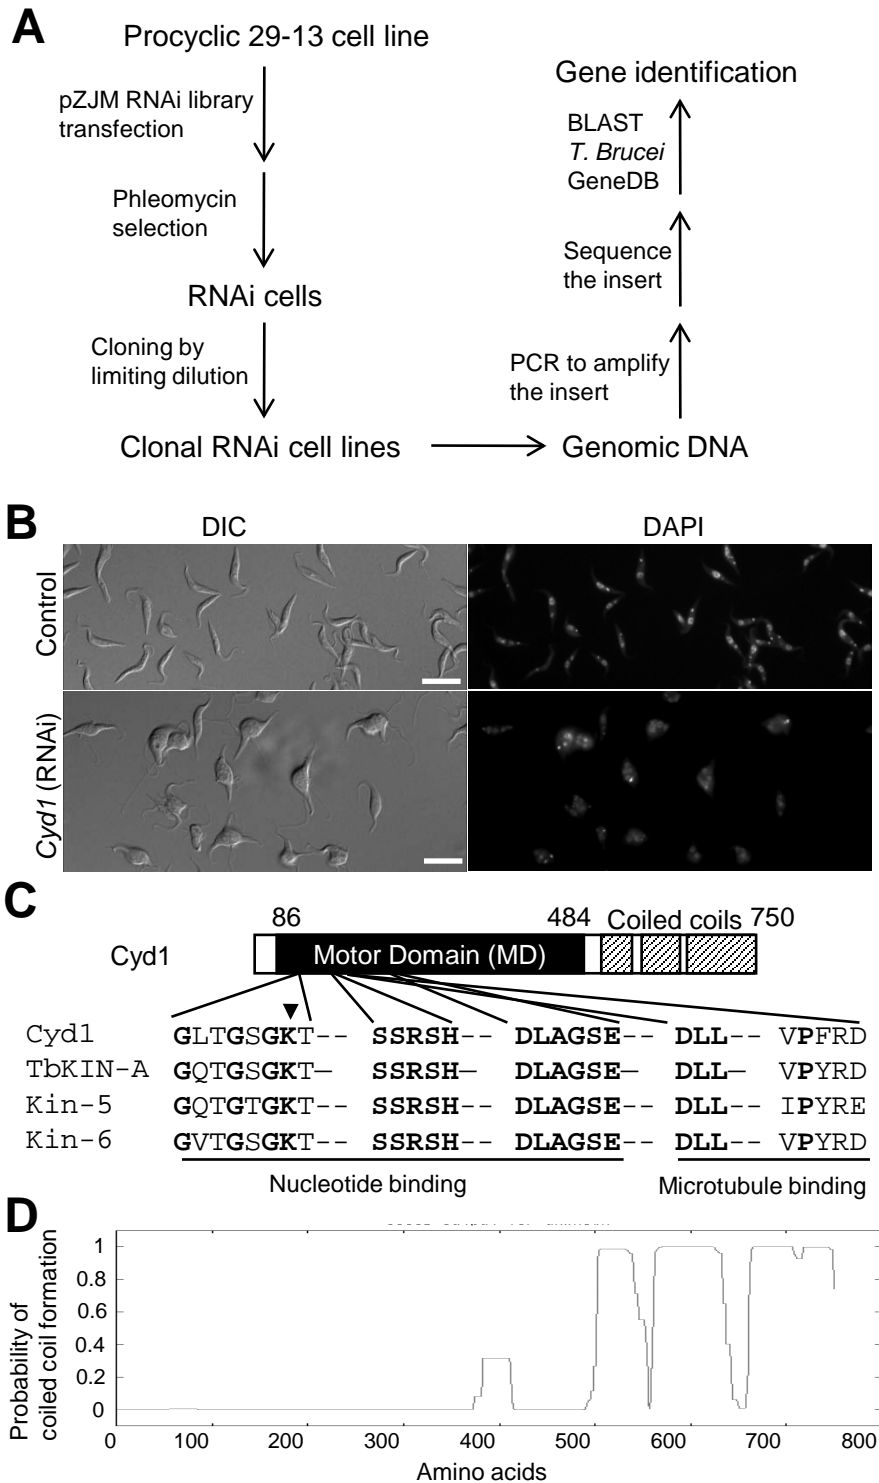 A
Procyclic 29-13 cell line
pZJM RNAi library
transfection
Phleomycin
selection
RNAi cells
Cloning by
limiting dilution
Clonal RNAi cell lines
Genomic DNA
PCR to amplify
the insert
Sequence
the insert
BLAST
T. Brucei
GeneDB
Gene identification
B
DIC
DAPI
Control
Cyd1 (RNAi)
C
86
484
Coiled coils
750
Cyd1
Motor Domain (MD)
Cyd1 GLTGSGKT-- SSRSH-- DLAGSE-- DLL-- VPFRD
TbKIN-A GQTGSGKT— SSRSH— DLAGSE— DLL— VPYRD
Kin-5 GQTGTGKT-- SSRSH-- DLAGSE-- DLL-- IPYRE
Kin-6 GVTGSGKT-- SSRSH-- DLAGSE-- DLL-- VPYRD
Nucleotide binding
Microtubule binding
D
Probability of
coiled coil formation
1
0.8
0.6
0.4
0.2
0
0 100 200 300 400 500 600 700 800
Amino acids